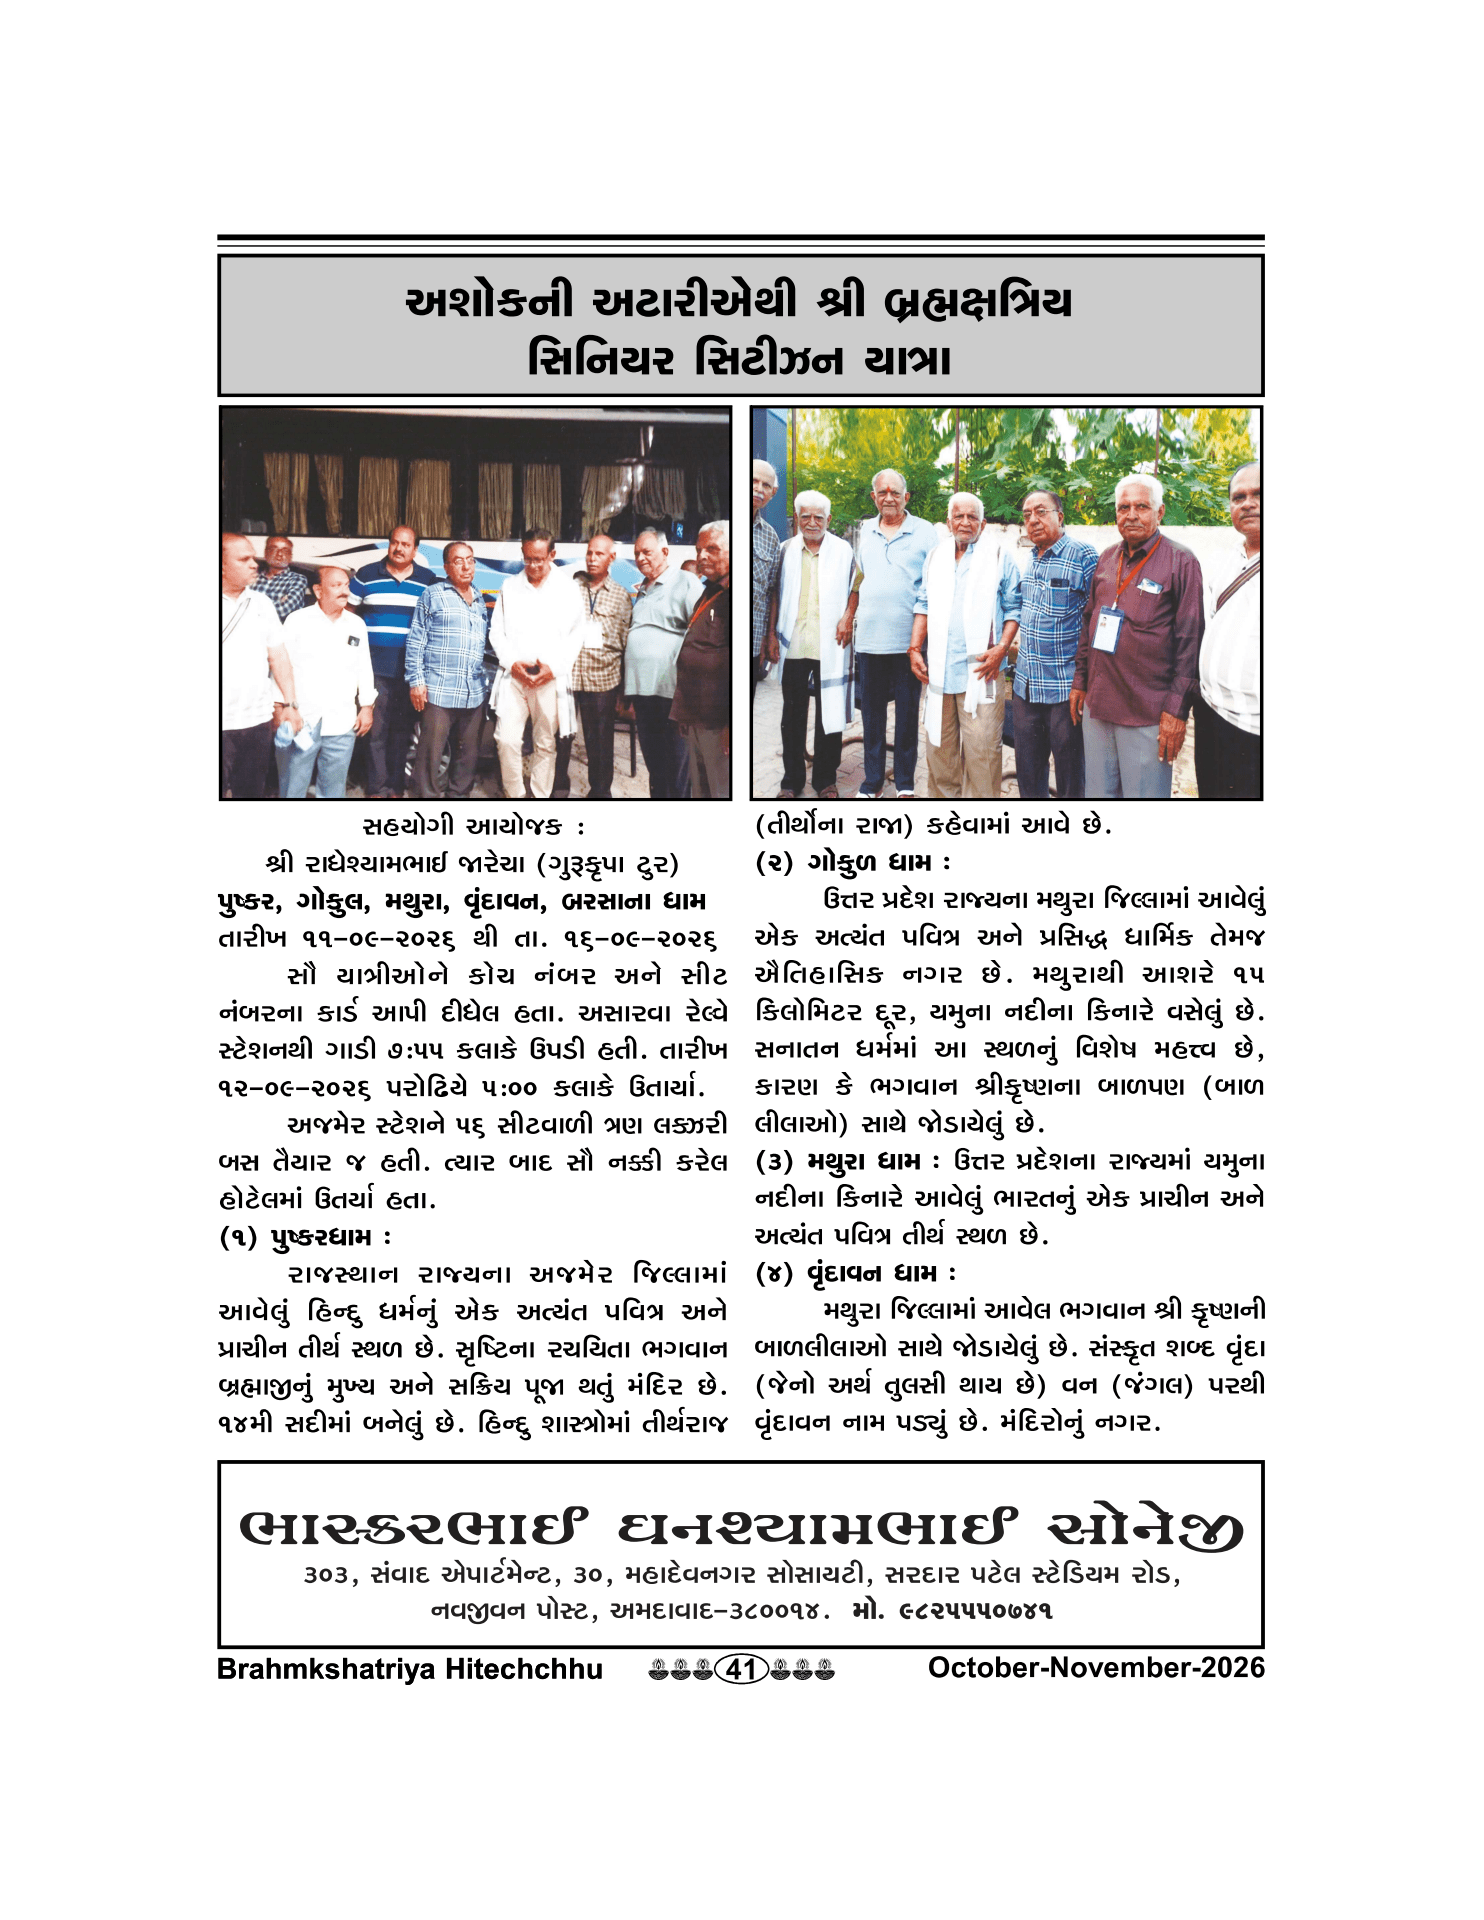 અશોકની અટારીએથી શ્રી બ્રહ્મક્ષત્રિય
સિનિયર સિટીઝન યાત્રા
સહયોગી આયોજક :
શ્રી રાધેશ્યામભાઈ જારેચા (ગુરૂકૃપા ટુર)
પુષ્કર, ગોકુલ, મથુરા, વૃંદાવન, બરસાના ધામ
તારીખ ૧૧-૦૯-૨૦૨૬ થી તા. ૧૬-૦૯-૨૦૨૬
સૌ યાત્રીઓને કોચ નંબર અને સીટ
નંબરના કાર્ડ આપી દીધેલ હતા. અસારવા રેલ્વે
સ્ટેશનથી ગાડી ૭:૫૫ કલાકે ઉપડી હતી. તારીખ
૧૨-૦૯-૨૦૨૬ પરોઢિયે ૫:૦૦ કલાકે ઉતાર્યા.
અજમેર સ્ટેશને ૫૬ સીટવાળી ત્રણ લક્ઝરી
બસ તૈયાર જ હતી. ત્યાર બાદ સૌ નક્કી કરેલ
હોટેલમાં ઉતર્યા હતા.
(૧) પુષ્કરધામ :
રાજસ્થાન રાજ્યના અજમેર જિલ્લામાં
આવેલું હિન્દુ ધર્મનું એક અત્યંત પવિત્ર અને
પ્રાચીન તીર્થ સ્થળ છે. સૃષ્ટિના રચયિતા ભગવાન
બ્રહ્માજીનું મુખ્ય અને સક્રિય પૂજા થતું મંદિર છે.
૧૪મી સદીમાં બનેલું છે. હિન્દુ શાસ્ત્રોમાં તીર્થરાજ
(તીર્થોના રાજા) કહેવામાં આવે છે.
(૨) ગોકુળ ધામ :
ઉત્તર પ્રદેશ રાજ્યના મથુરા જિલ્લામાં આવેલું
એક અત્યંત પવિત્ર અને પ્રસિદ્ધ ધાર્મિક તેમજ
ઐતિહાસિક નગર છે. મથુરાથી આશરે ૧૫
કિલોમિટર દૂર, યમુના નદીના કિનારે વસેલું છે.
સનાતન ધર્મમાં આ સ્થળનું વિશેષ મહત્ત્વ છે,
કારણ કે ભગવાન શ્રીકૃષ્ણના બાળપણ (બાળ
લીલાઓ) સાથે જોડાયેલું છે.
(૩) મથુરા ધામ : ઉત્તર પ્રદેશના રાજ્યમાં યમુના
નદીના કિનારે આવેલું ભારતનું એક પ્રાચીન અને
અત્યંત પવિત્ર તીર્થ સ્થળ છે.
(૪) વૃંદાવન ધામ :
મથુરા જિલ્લામાં આવેલ ભગવાન શ્રી કૃષ્ણની
બાળલીલાઓ સાથે જોડાયેલું છે. સંસ્કૃત શબ્દ વૃંદા
(જેનો અર્થ તુલસી થાય છે) વન (જંગલ) પરથી
વૃંદાવન નામ પડ્યું છે. મંદિરોનું નગર.
ભાસ્કરભાઈ ઘનશ્યામભાઈ સોનેજી
૩૦૩, સંવાદ એપાર્ટમેન્ટ, ૩૦, મહાદેવનગર સોસાયટી, સરદાર પટેલ સ્ટેડિયમ રોડ,
નવજીવન પોસ્ટ, અમદાવાદ-૩૮૦૦૧૪. મો. ૯૮૨૫૫૫૦૭૪૧
Brahmkshatriya Hitechchhu 41 October-November-2026